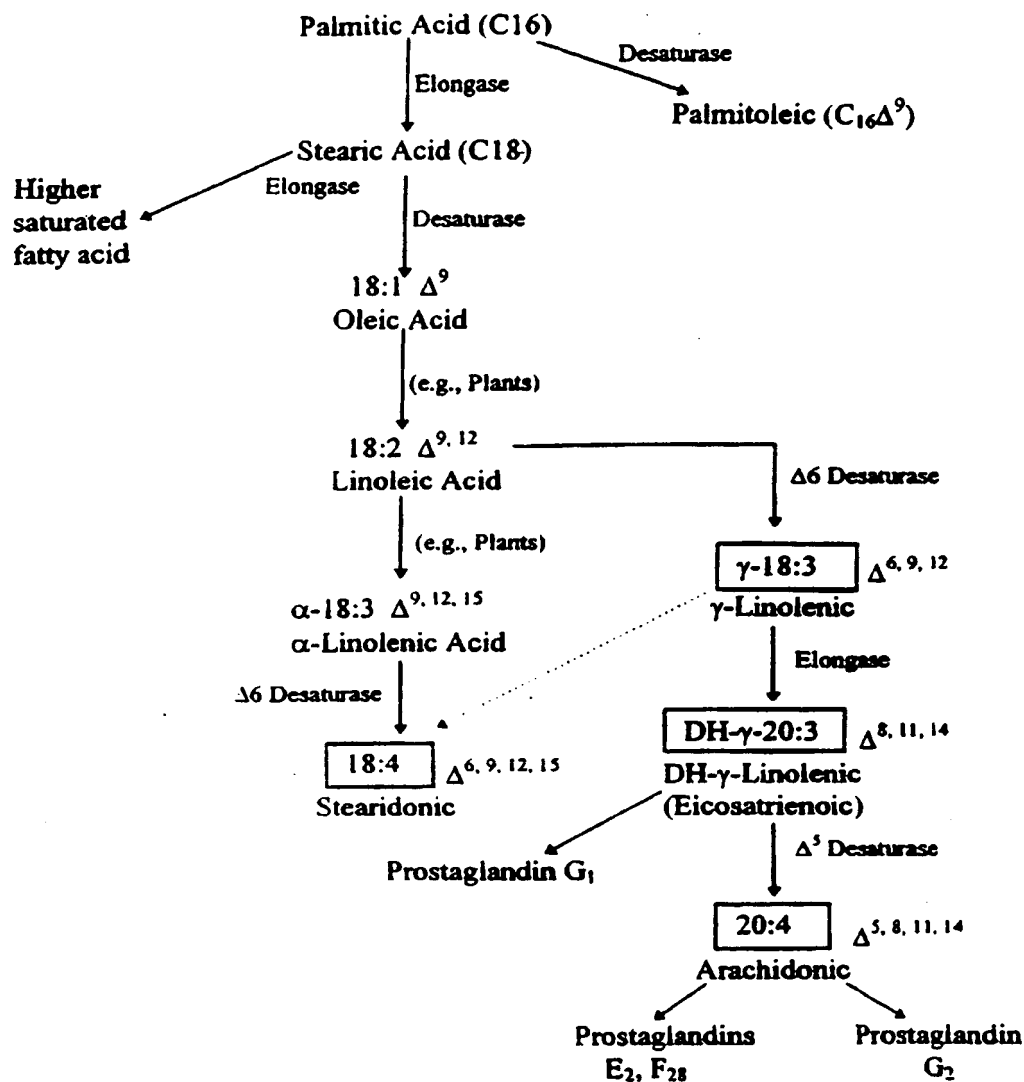 Palmitic Acid (C16)
Desaturase
Elongase
Palmitoleic (C₁₆Δ⁹)
Stearic Acid (C18)
Elongase
Higher
saturated
fatty acid
Desaturase
18:1 Δ⁹
Oleic Acid
(e.g., Plants)
18:2 Δ⁹, ¹²
Linoleic Acid
Δ6 Desaturase
(e.g., Plants)
γ-18:3 Δ⁶, ⁹, ¹²
γ-Linolenic
α-18:3 Δ⁹, ¹², ¹⁵
α-Linolenic Acid
Elongase
Δ6 Desaturase
DH-γ-20:3 Δ⁸, ¹¹, ¹⁴
DH-γ-Linolenic
(Eicosatrienoic)
18:4 Δ⁶, ⁹, ¹², ¹⁵
Stearidonic
Δ⁵ Desaturase
Prostaglandin G₁
20:4 Δ⁵, ⁸, ¹¹, ¹⁴
Arachidonic
Prostaglandins
E₂, F₂₈
Prostaglandin
G₂